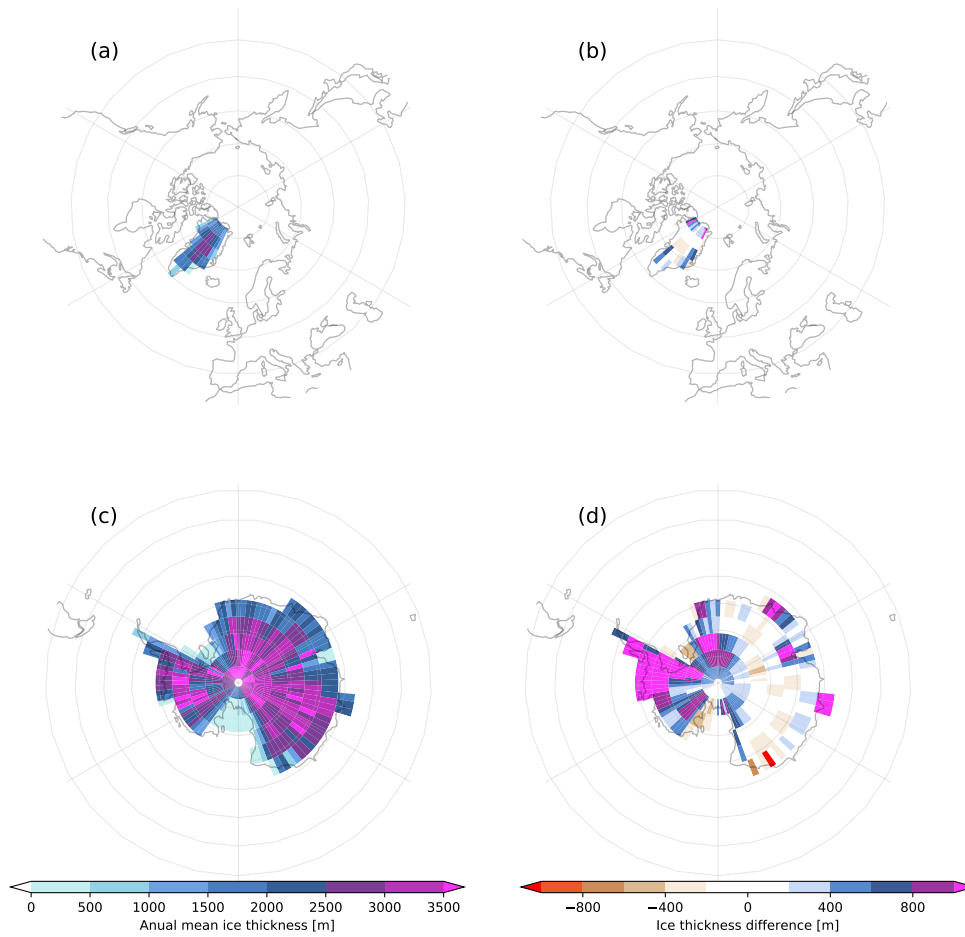 (a)
(b)
(c)
(d)
0 500 1000 1500 2000 2500 3000 3500
Anual mean ice thickness [m]
−800 −400 0 400 800
Ice thickness difference [m]